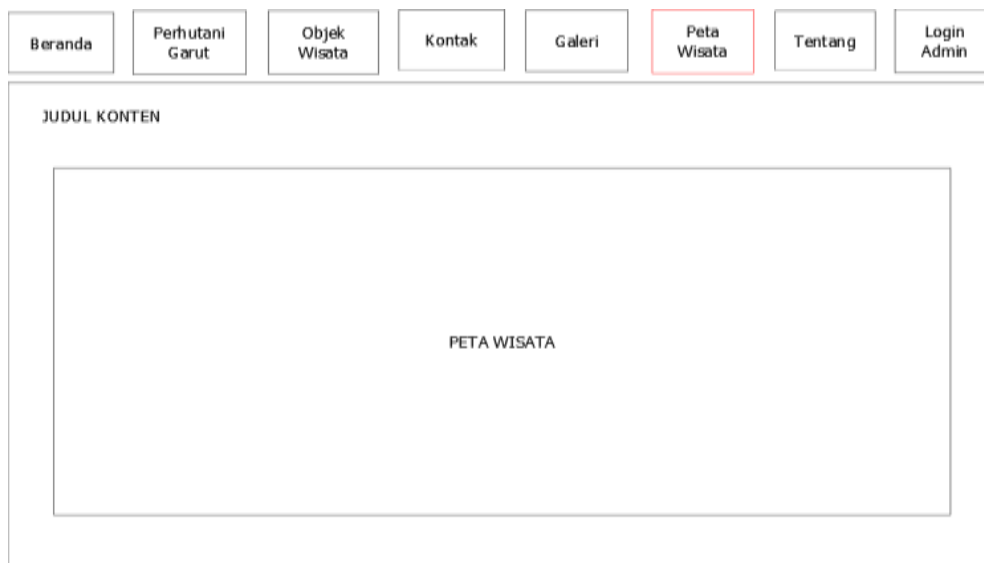 Beranda
Perhutani
Garut
Objek
Wisata
Kontak
Galeri
Peta
Wisata
Tentang
Login
Admin
JUDUL KONTEN
PETA WISATA